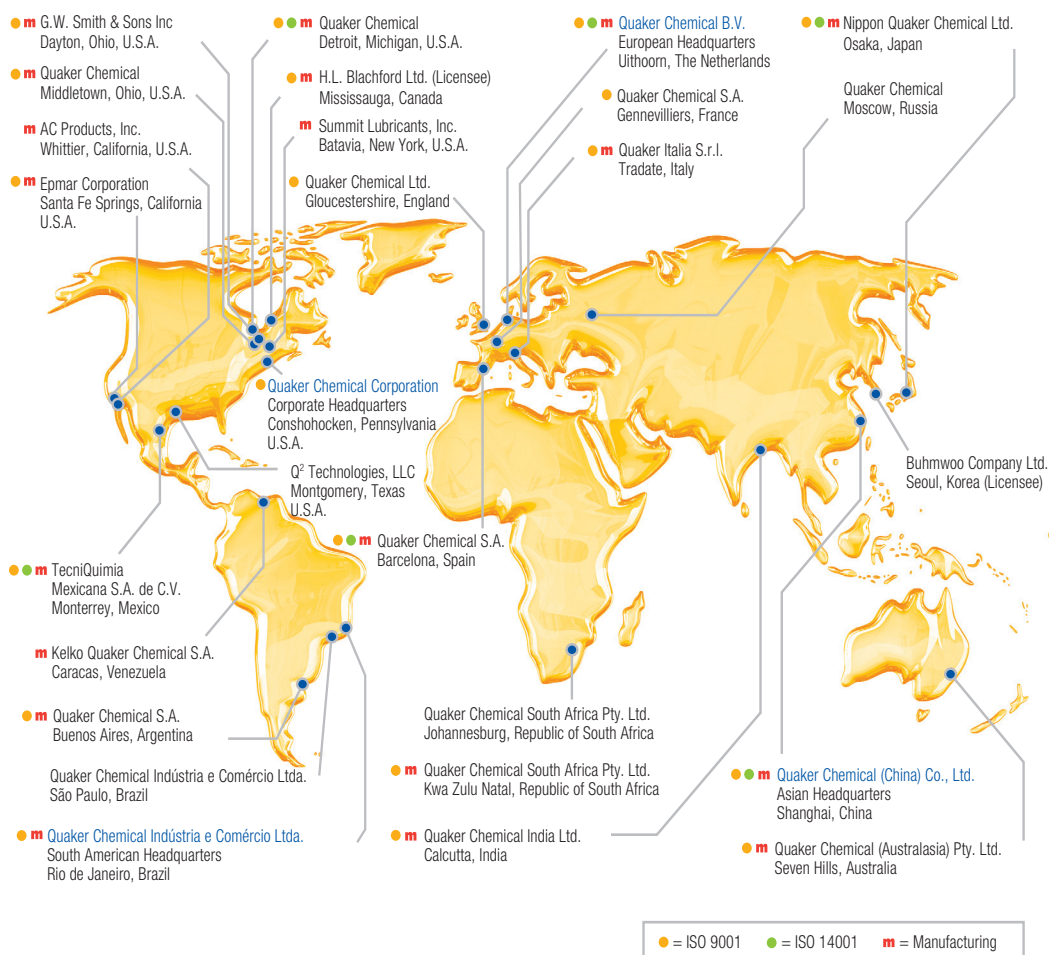 m G.W. Smith & Sons Inc
Dayton, Ohio, U.S.A.
m Quaker Chemical
Middletown, Ohio, U.S.A.
m AC Products, Inc.
Whittier, California, U.S.A.
m Epmar Corporation
Santa Fe Springs, California
U.S.A.
m Quaker Chemical
Detroit, Michigan, U.S.A.
m H.L. Blachford Ltd. (Licensee)
Mississauga, Canada
m Summit Lubricants, Inc.
Batavia, New York, U.S.A.
Quaker Chemical Ltd.
Gloucestershire, England
m Quaker Chemical B.V.
European Headquarters
Uithoorn, The Netherlands
Quaker Chemical S.A.
Gennevilliers, France
m Quaker Italia S.r.l.
Tradate, Italy
m Nippon Quaker Chemical Ltd.
Osaka, Japan
Quaker Chemical
Moscow, Russia
Quaker Chemical Corporation
Corporate Headquarters
Conshohocken, Pennsylvania
U.S.A.
Q² Technologies, LLC
Montgomery, Texas
U.S.A.
Buhmwoo Company Ltd.
Seoul, Korea (Licensee)
m Quaker Chemical S.A.
Barcelona, Spain
m TecniQuimia
Mexicana S.A. de C.V.
Monterrey, Mexico
m Kelko Quaker Chemical S.A.
Caracas, Venezuela
m Quaker Chemical S.A.
Buenos Aires, Argentina
Quaker Chemical Indústria e Comércio Ltda.
São Paulo, Brazil
m Quaker Chemical Indústria e Comércio Ltda.
South American Headquarters
Rio de Janeiro, Brazil
Quaker Chemical South Africa Pty. Ltd.
Johannesburg, Republic of South Africa
m Quaker Chemical South Africa Pty. Ltd.
Kwa Zulu Natal, Republic of South Africa
m Quaker Chemical India Ltd.
Calcutta, India
m Quaker Chemical (China) Co., Ltd.
Asian Headquarters
Shanghai, China
m Quaker Chemical (Australasia) Pty. Ltd.
Seven Hills, Australia
= ISO 9001 = ISO 14001 m = Manufacturing